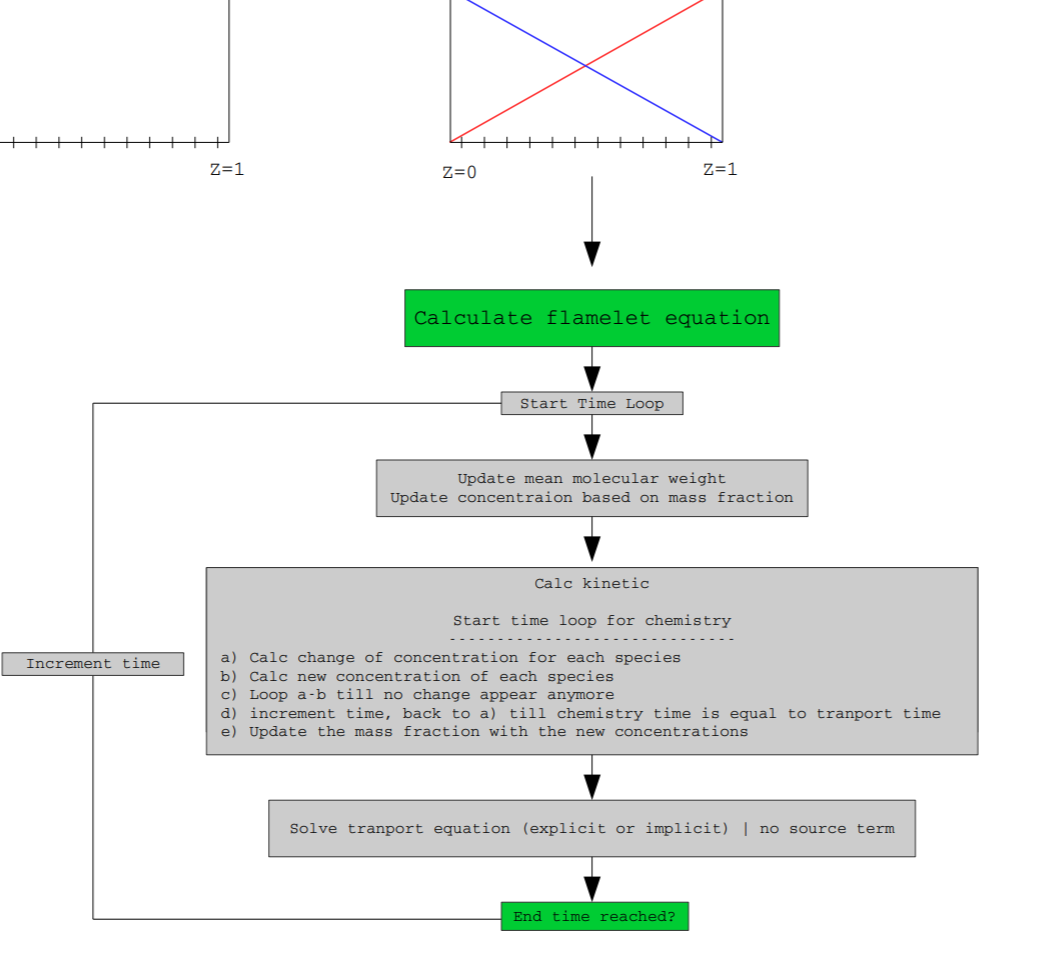 Z=1
Z=0
Z=1
Calculate flamelet equation
Start Time Loop
Update mean molecular weight
Update concentraion based on mass fraction
Calc kinetic
Start time loop for chemistry
------------------------------
a) Calc change of concentration for each species
b) Calc new concentration of each species
c) Loop a-b till no change appear anymore
d) increment time, back to a) till chemistry time is equal to tranport time
e) Update the mass fraction with the new concentrations
Increment time
Solve tranport equation (explicit or implicit) | no source term
End time reached?